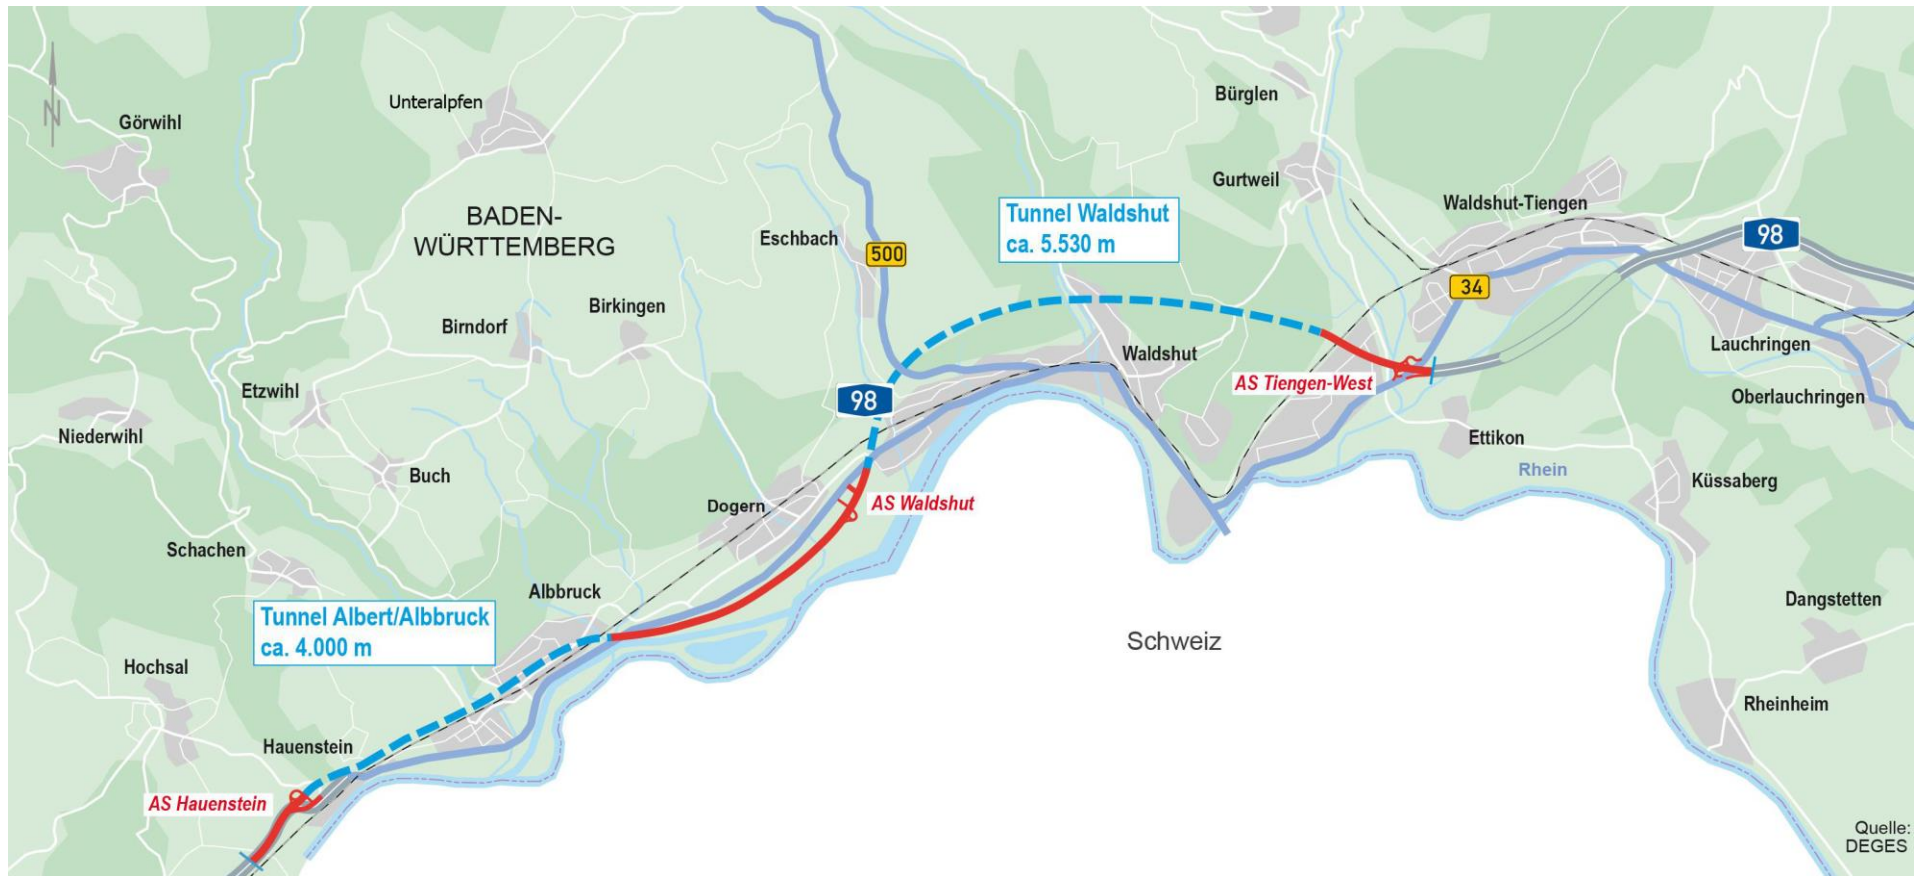 N
Görwihl
Unteralpfen
Bürglen
Gurtweil
Waldshut-Tiengen
BADEN-
WÜRTTEMBERG
Eschbach
500
Tunnel Waldshut
ca. 5.530 m
98
34
Birkingen
Birndorf
Waldshut
Lauchringen
Oberlauchringen
AS Tiengen-West
Etzwihl
98
Niederwihl
Buch
Ettikon
Rhein
Küssaberg
Dogern
AS Waldshut
Schachen
Albbruck
Dangstetten
Tunnel Albert/Albbruck
ca. 4.000 m
Schweiz
Hochsal
Rheinheim
Hauenstein
AS Hauenstein
Quelle:
DEGES